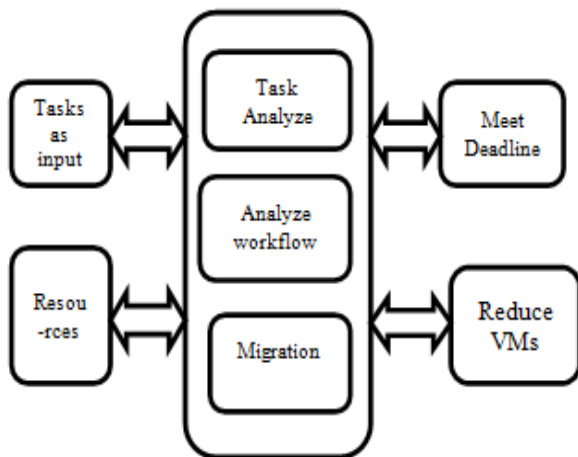 Tasks
as
input
Resou
-rces
Task
Analyze
Analyze
workflow
Migration
Meet
Deadline
Reduce
VMs